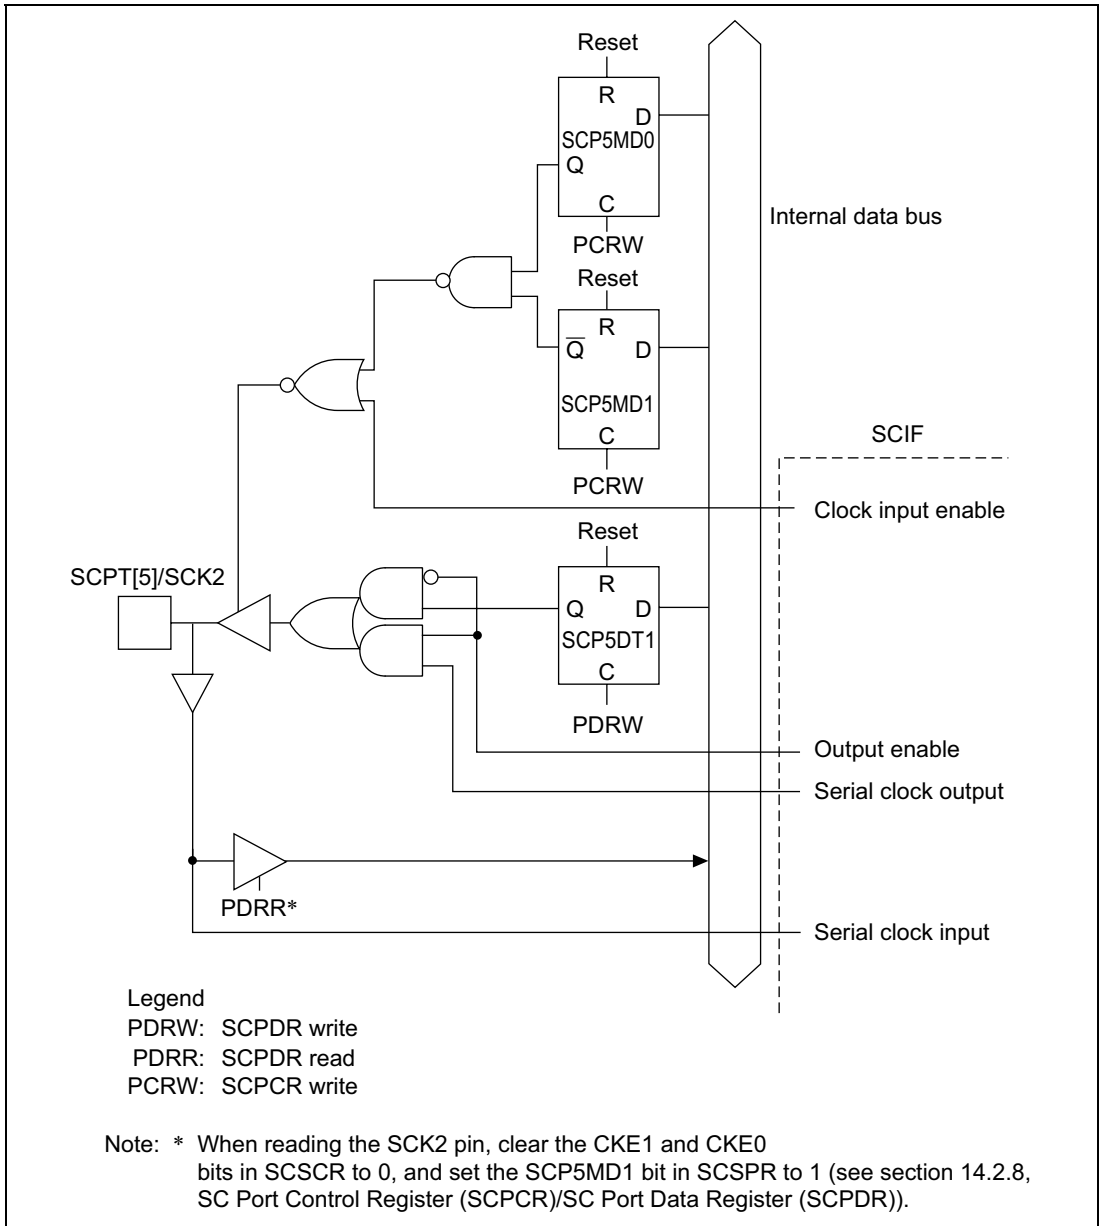 Reset
R
D
SCP5MD0
Q
C
PCRW
Internal data bus
Reset
R
Q̅ D
SCP5MD1
C
PCRW
SCIF
Clock input enable
Reset
SCPT[5]/SCK2
R
Q D
SCP5DT1
C
PDRW
Output enable
Serial clock output
PDRR*
Serial clock input
Legend
PDRW: SCPDR write
PDRR: SCPDR read
PCRW: SCPCR write
Note: * When reading the SCK2 pin, clear the CKE1 and CKE0
bits in SCSCR to 0, and set the SCP5MD1 bit in SCSPR to 1 (see section 14.2.8,
SC Port Control Register (SCPCR)/SC Port Data Register (SCPDR)).